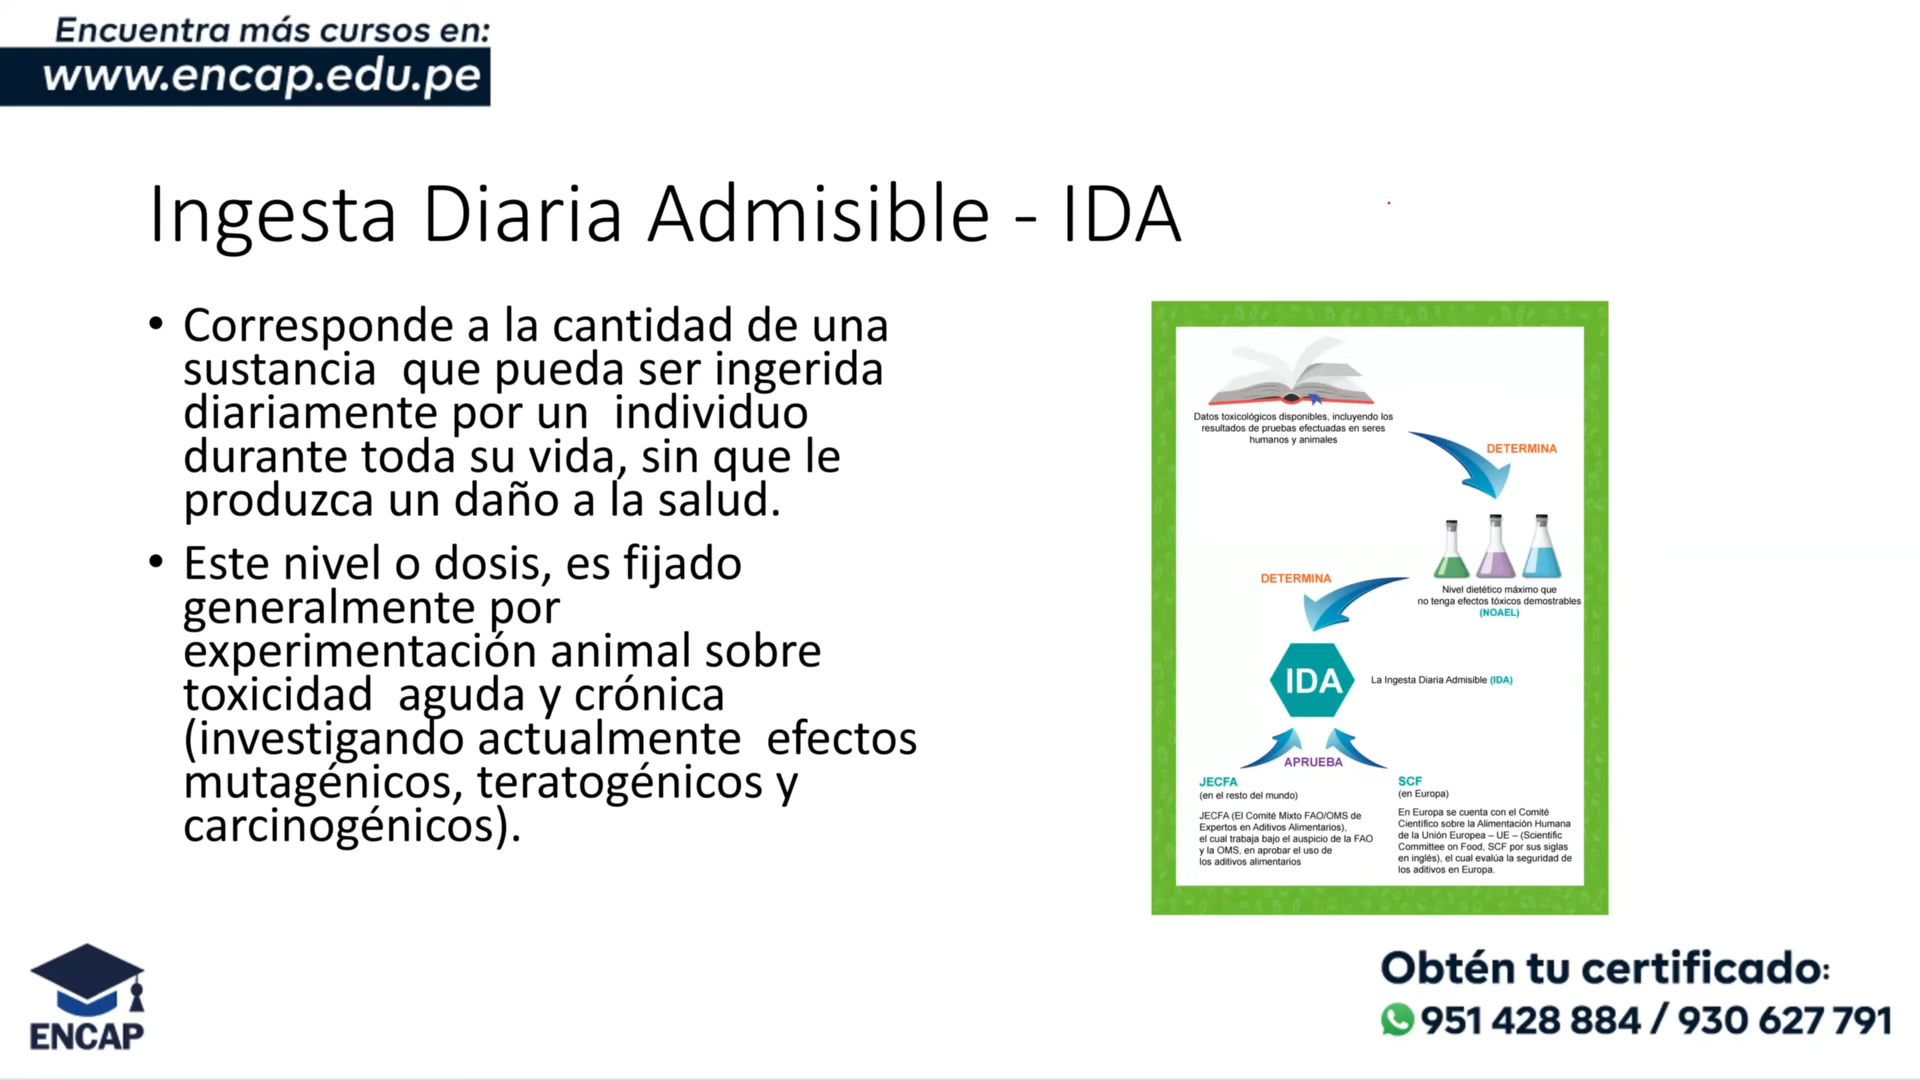 Encuentra más cursos en:
www.encap.edu.pe
Ingesta Diaria Admisible - IDA
• Corresponde a la cantidad de una
sustancia que pueda ser ingerida
diariamente por un individuo
durante toda su vida, sin que le
produzca un daño a la salud.
• Este nivel o dosis, es fijado
generalmente por
experimentación animal sobre
toxicidad aguda y crónica
(investigando actualmente efectos
mutagénicos, teratogénicos y
carcinogénicos).
Datos toxicológicos disponibles, incluyendo los
resultados de pruebas efectuadas en seres
humanos y animales
DETERMINA
Nivel dietético máximo que
no tenga efectos tóxicos demostrables
(NOAEL)
DETERMINA
IDA
La Ingesta Diaria Admisible (IDA)
APRUEBA
JECFA
(en el resto del mundo)
JECFA (El Comité Mixto FAO/OMS de
Expertos en Aditivos Alimentarios),
el cual trabaja bajo el auspicio de la FAO
y la OMS, en aprobar el uso de
los aditivos alimentarios
SCF
(en Europa)
En Europa se cuenta con el Comité
Científico sobre la Alimentación Humana
de la Unión Europea – UE – (Scientific
Committee on Food, SCF por sus siglas
en inglés), el cual evalúa la seguridad de
los aditivos en Europa.
ENCAP
Obtén tu certificado:
951 428 884 / 930 627 791